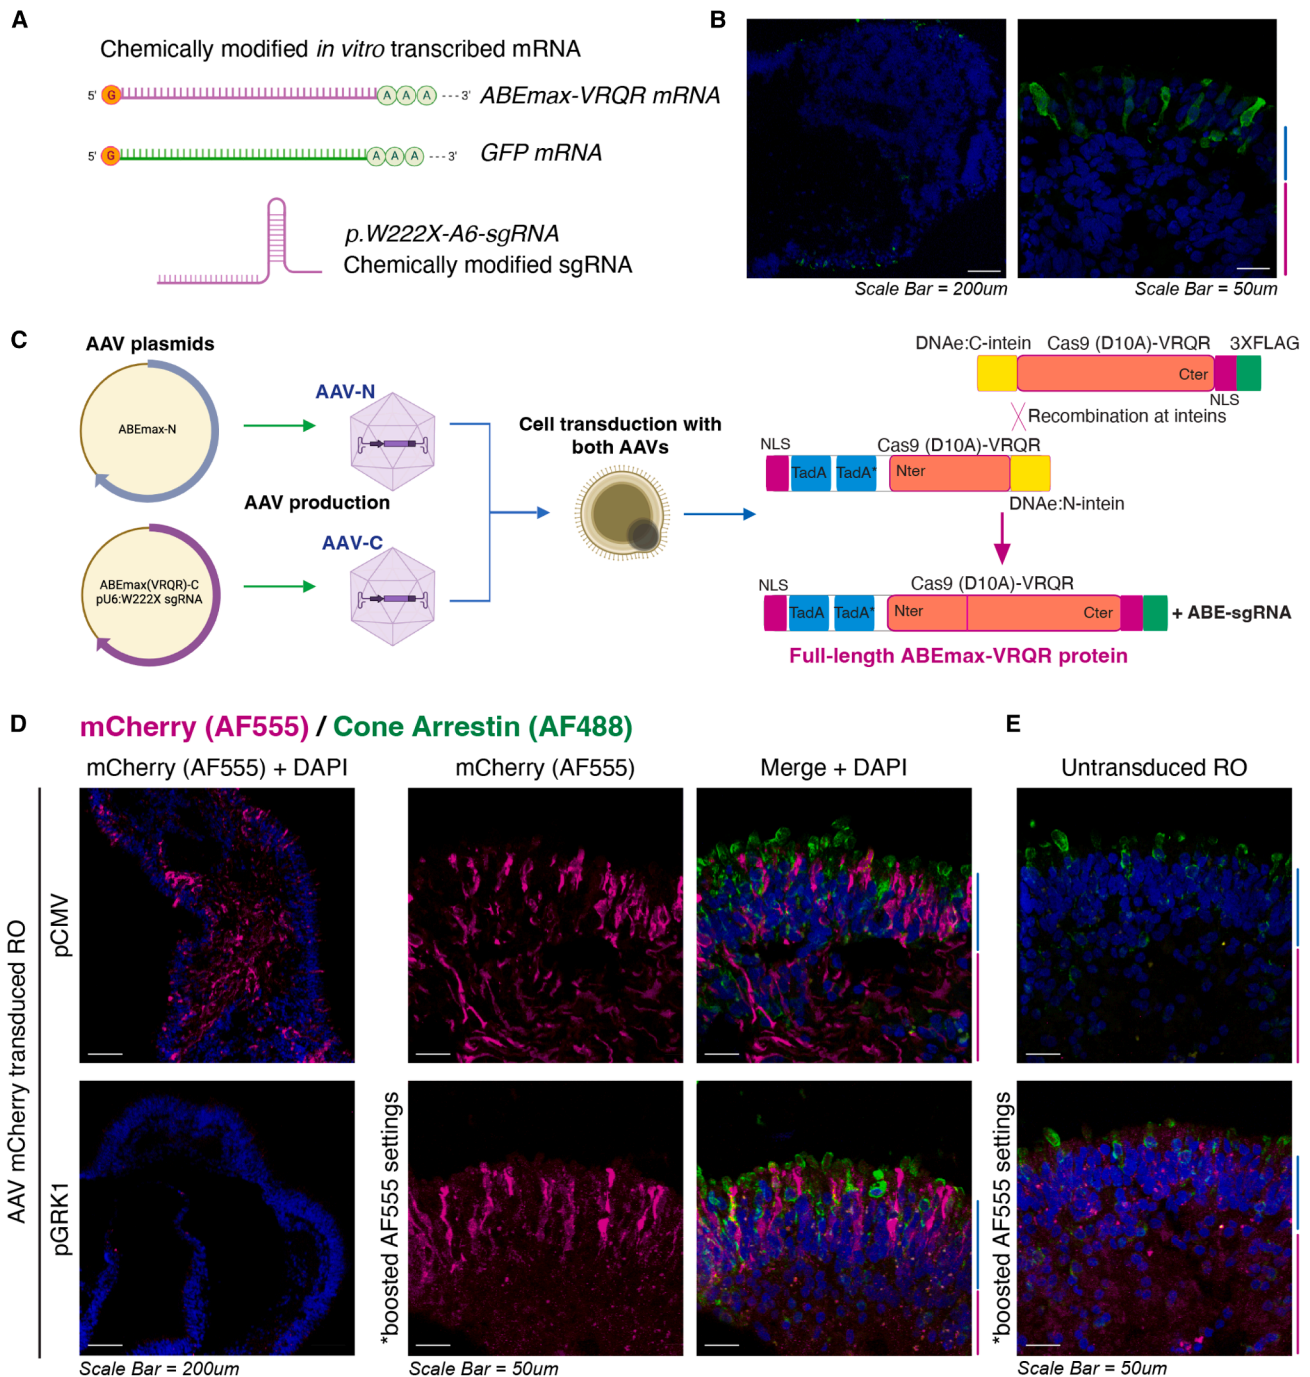 A
Chemically modified in vitro transcribed mRNA
5' G A A A ---3' ABEmax-VRQR mRNA
5' G A A A ---3' GFP mRNA
p.W222X-A6-sgRNA
Chemically modified sgRNA
B
Scale Bar = 200um
Scale Bar = 50um
C
AAV plasmids
ABEmax-N
AAV-N
AAV production
ABEmax(VRQR)-C
pU6:W222X sgRNA
AAV-C
Cell transduction with
both AAVs
DNAe:C-intein Cas9 (D10A)-VRQR 3XFLAG
Cter
NLS
Recombination at inteins
NLS Cas9 (D10A)-VRQR
TadA TadA* Nter
DNAe:N-intein
NLS Cas9 (D10A)-VRQR
TadA TadA* Nter Cter + ABE-sgRNA
Full-length ABEmax-VRQR protein
D
mCherry (AF555) / Cone Arrestin (AF488)
mCherry (AF555) + DAPI
mCherry (AF555)
Merge + DAPI
AAV mCherry transduced RO
pCMV
pGRK1
*boosted AF555 settings
Scale Bar = 200um
Scale Bar = 50um
E
Untransduced RO
*boosted AF555 settings
Scale Bar = 50um